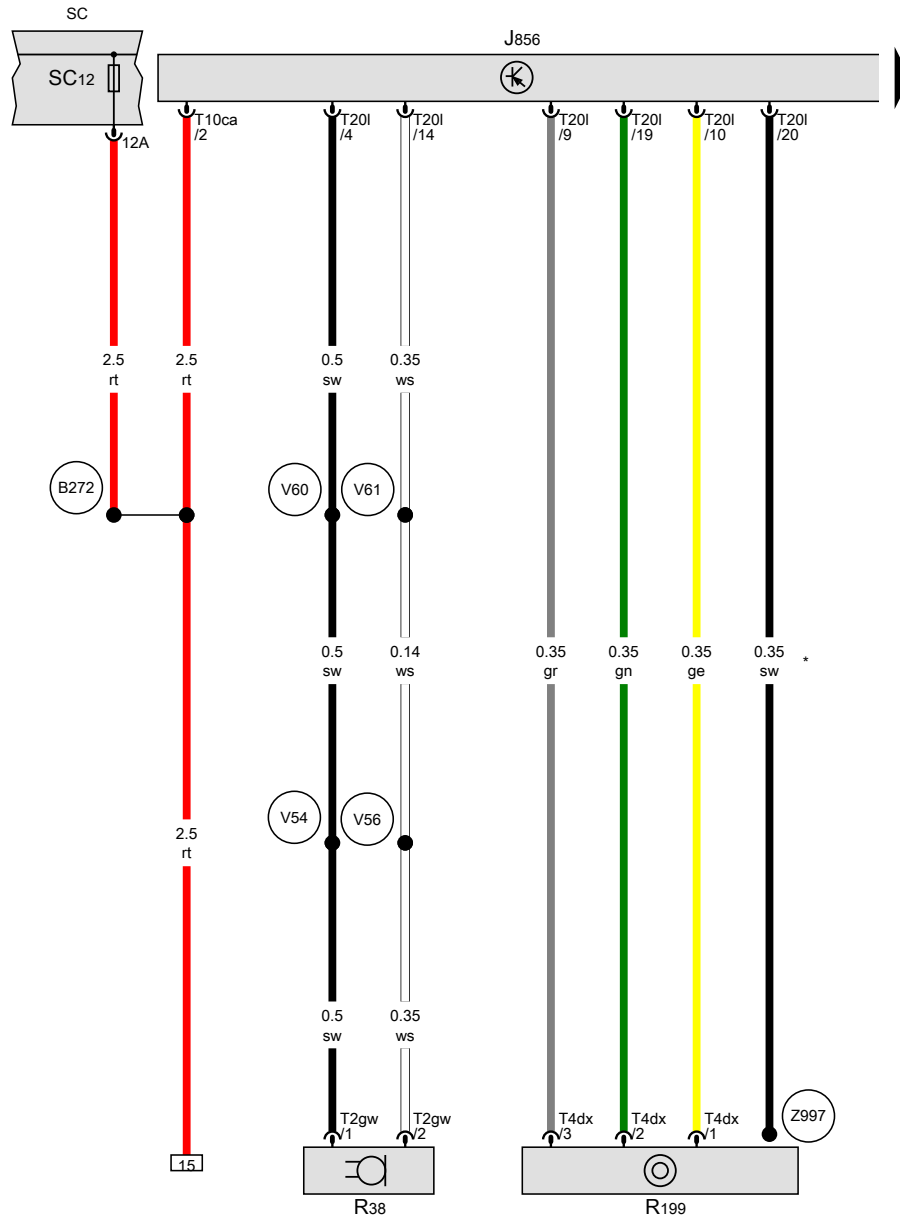 SC
J856
SC12
12A
T10ca
/2
T20l
/4
T20l
/14
T20l
/9
T20l
/19
T20l
/10
T20l
/20
2.5
rt
2.5
rt
0.5
sw
0.35
ws
B272
V60
V61
0.5
sw
0.14
ws
0.35
gr
0.35
gn
0.35
ge
0.35
sw
*
V54
V56
2.5
rt
0.5
sw
0.35
ws
T2gw
/1
T2gw
/2
T4dx
/3
T4dx
/2
T4dx
/1
Z997
15
R38
R199